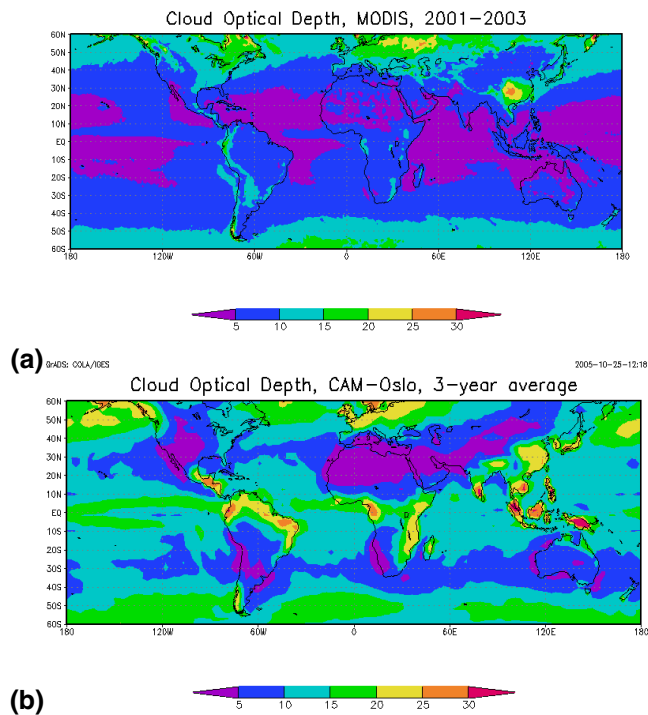 Cloud Optical Depth, MODIS, 2001-2003
60N
50N
40N
30N
20N
10N
EQ
10S
20S
30S
40S
50S
60S
180 120W 60W 0 60E 120E 180
5 10 15 20 25 30
(a)
GrADS: COLA/IGES 2005-10-25-12:18
Cloud Optical Depth, CAM-Oslo, 3-year average
60N
50N
40N
30N
20N
10N
EQ
10S
20S
30S
40S
50S
60S
180 120W 60W 0 60E 120E 180
5 10 15 20 25 30
(b)